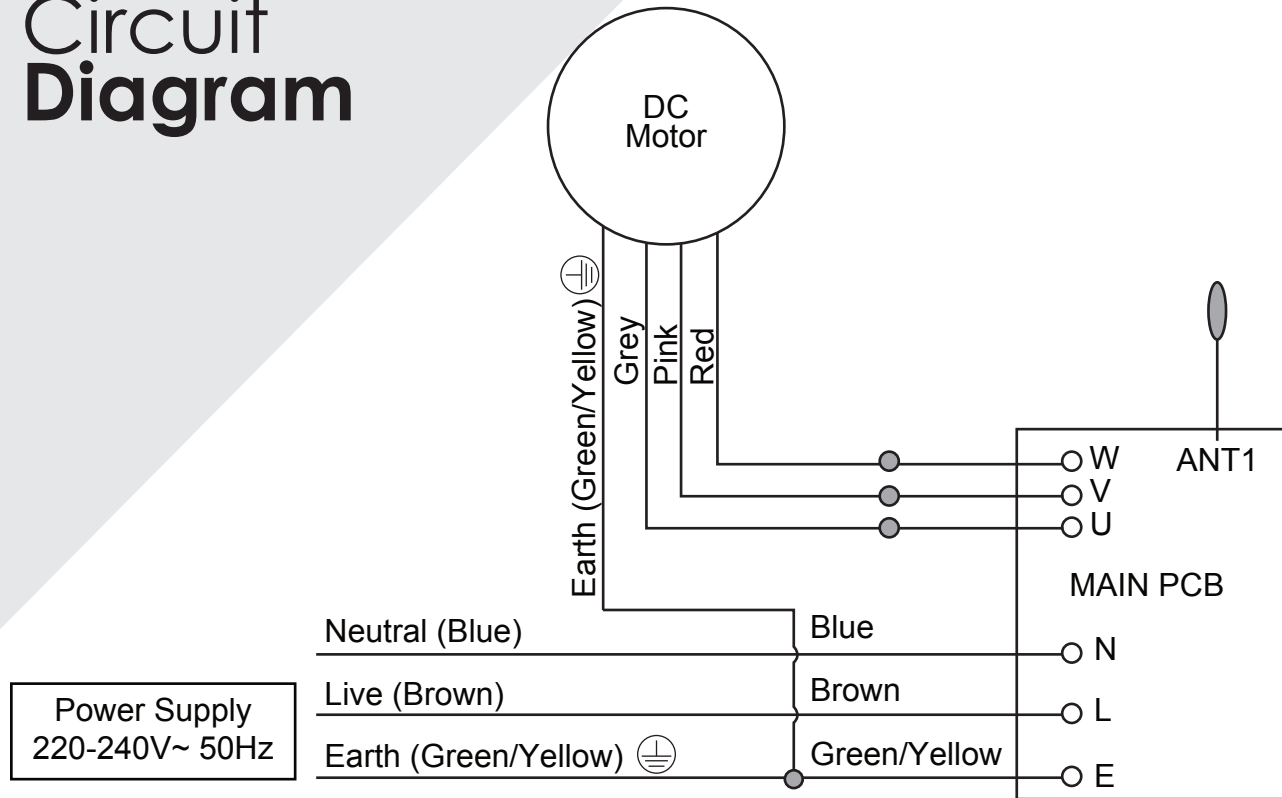 Circuit
Diagram
DC
Motor
Earth (Green/Yellow)
Grey
Pink
Red
W
ANT1
V
U
MAIN PCB
Neutral (Blue)
Blue
N
Power Supply
220-240V~ 50Hz
Live (Brown)
Brown
L
Earth (Green/Yellow)
Green/Yellow
E